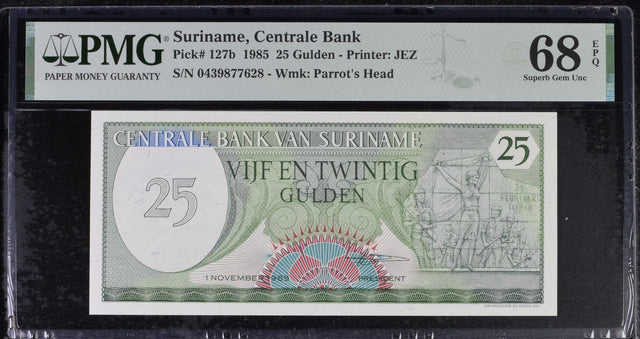 PMG
PAPER MONEY GUARANTY
Suriname, Centrale Bank
Pick# 127b 1985 25 Gulden - Printer: JEZ
S/N 0439877628 - Wmk: Parrot's Head
68
EPQ
Superb Gem Unc
CENTRALE BANK VAN SURINAME
25
25
VIJF EN TWINTIG
GULDEN
25
FEBRUARI
1980
1 NOVEMBER 1985
PRESIDENT